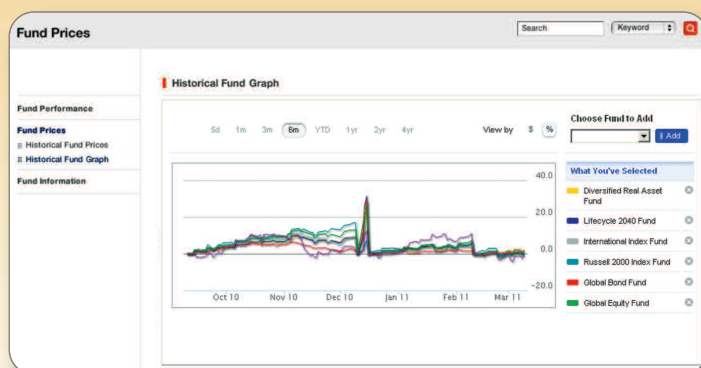 Fund Prices
Search
Keyword
Historical Fund Graph
Fund Performance
Fund Prices
Historical Fund Prices
Historical Fund Graph
Fund Information
5d 1m 3m 6m YTD 1yr 2yr 4yr
View by $ %
Choose Fund to Add
Add
40.0
20.0
0.0
-20.0
Oct 10 Nov 10 Dec 10 Jan 11 Feb 11 Mar 11
What You've Selected
Diversified Real Asset
Fund
Lifecycle 2040 Fund
International Index Fund
Russell 2000 Index Fund
Global Bond Fund
Global Equity Fund